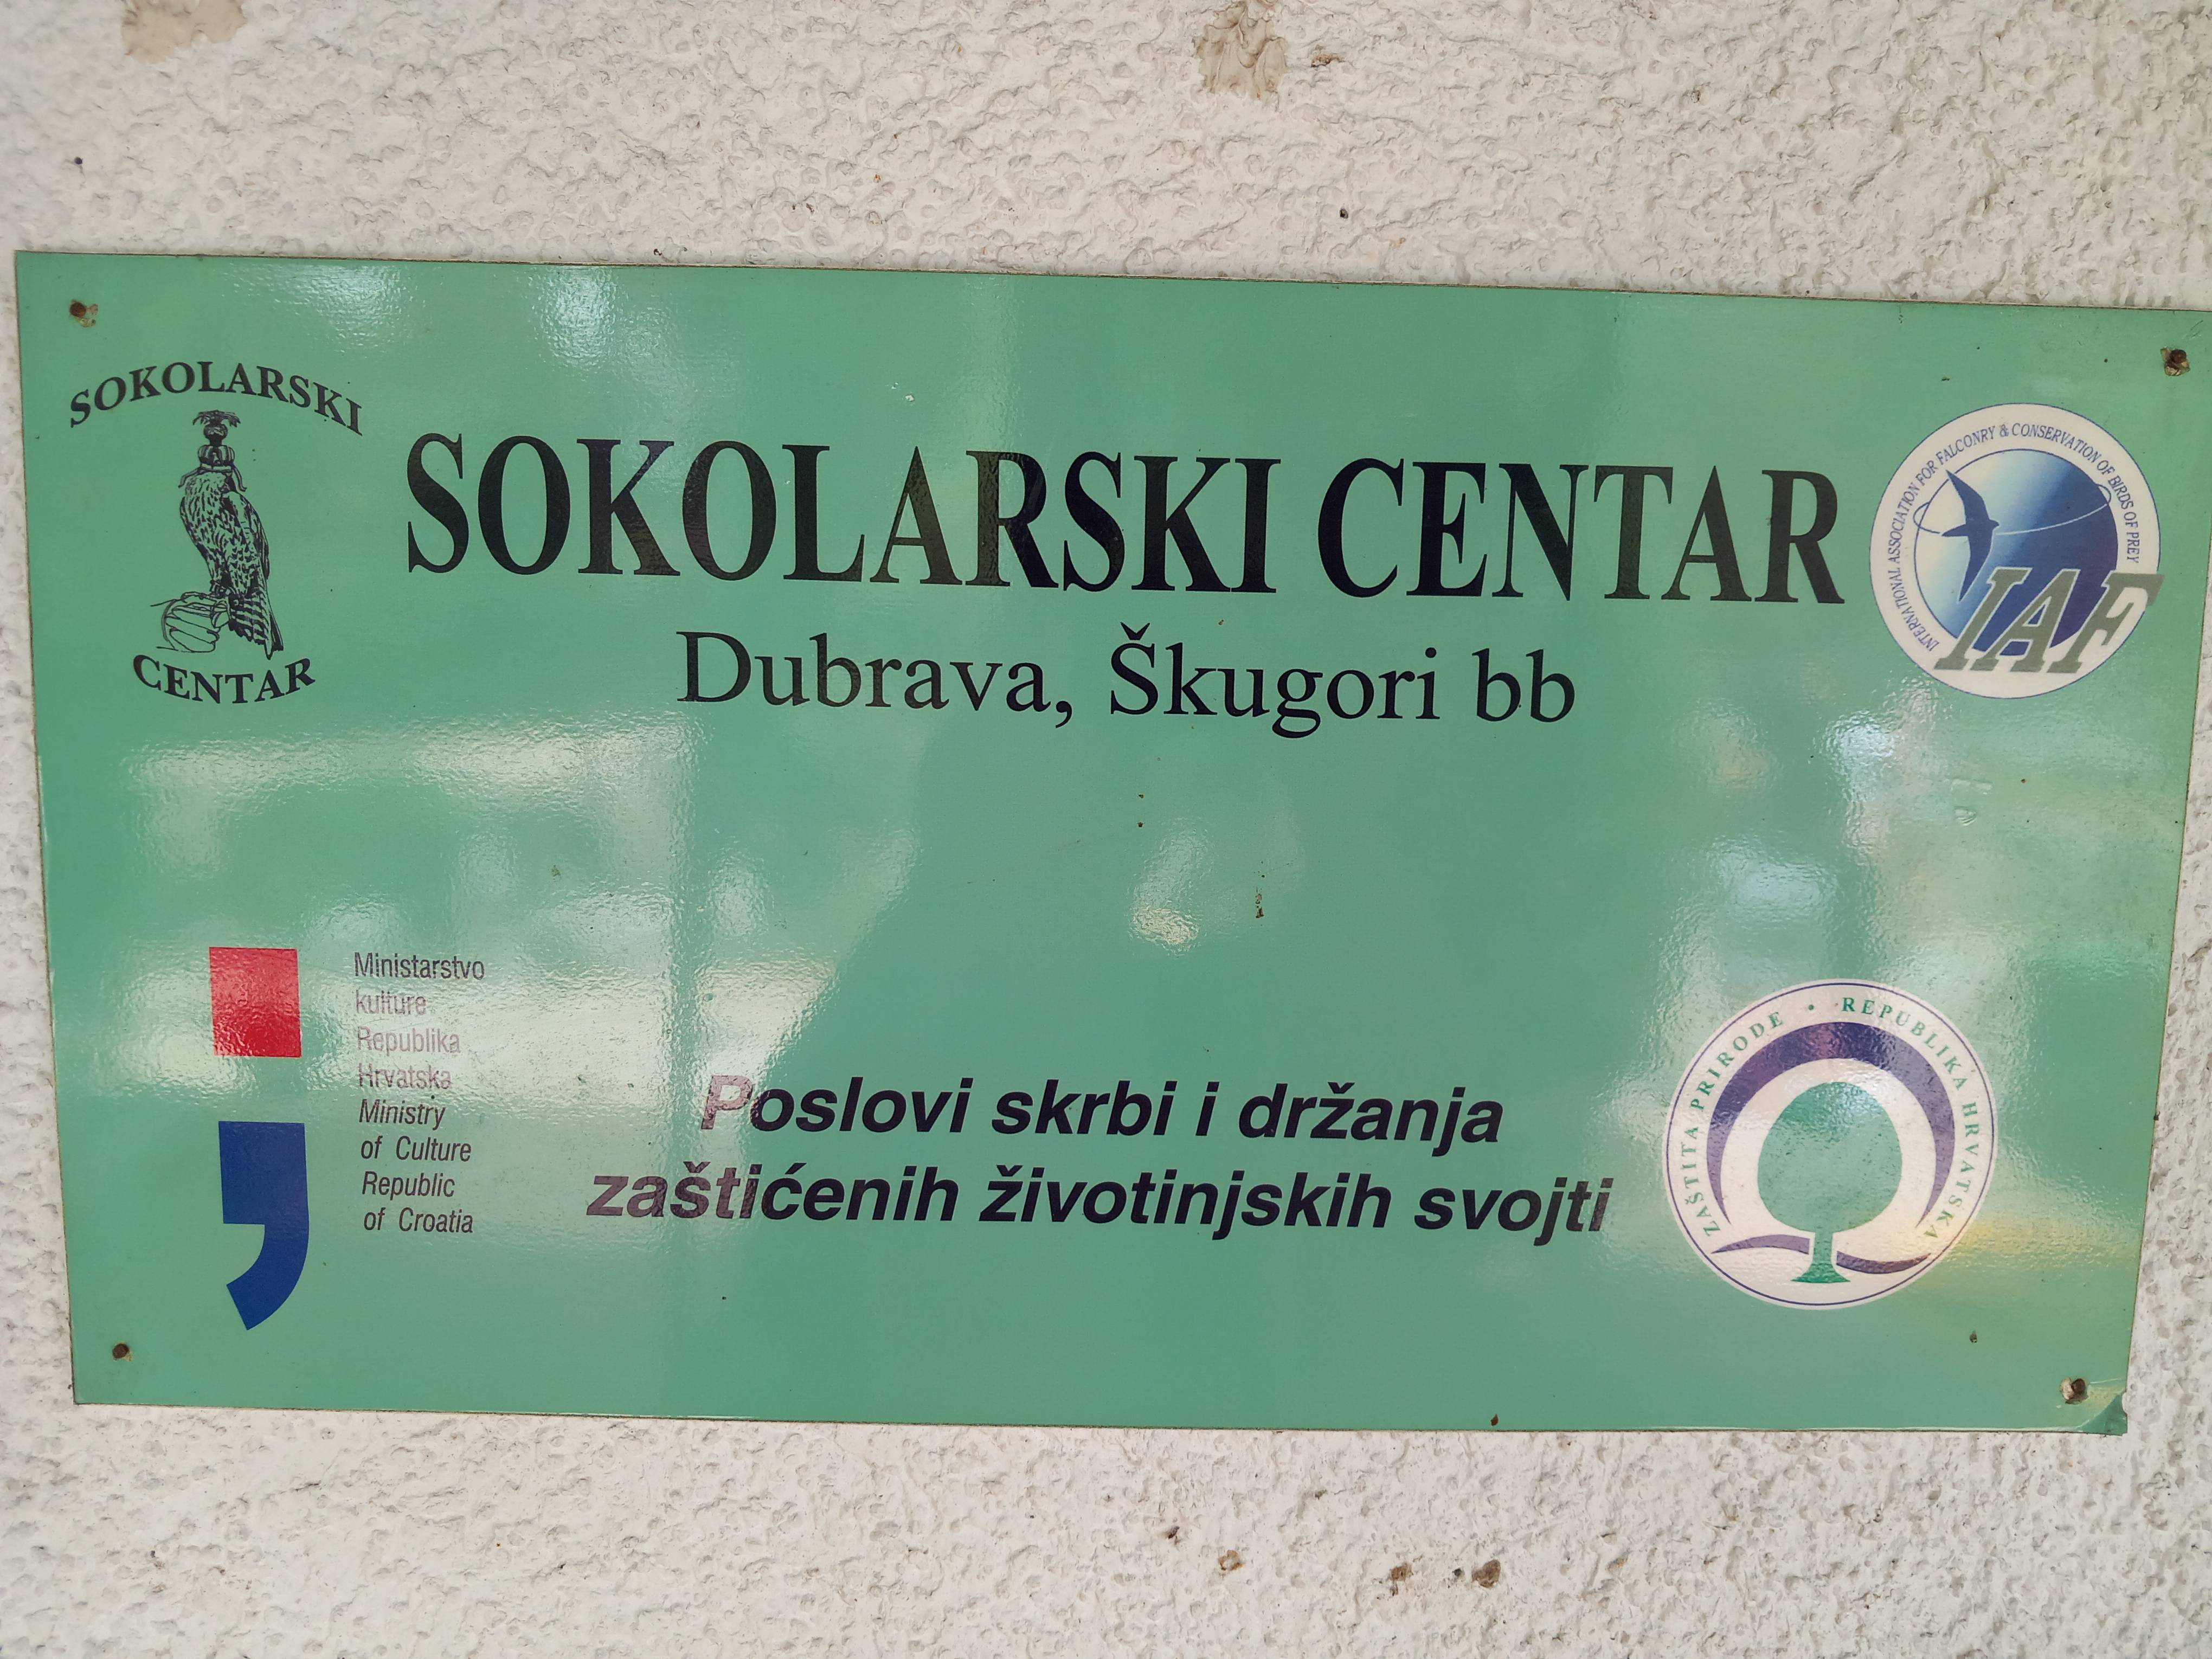 SOKOLARSKI
CENTAR
SOKOLARSKI CENTAR
Dubrava, Škugori bb
INTERNATIONAL ASSOCIATION FOR FALCONRY & CONSERVATION OF BIRDS OF PREY
IAF
Ministarstvo
kulture
Republika
Hrvatska
Ministry
of Culture
Republic
of Croatia
Poslovi skrbi i držanja
zaštićenih životinjskih svojti
ZAŠTITA PRIRODE • REPUBLIKA HRVATSKA